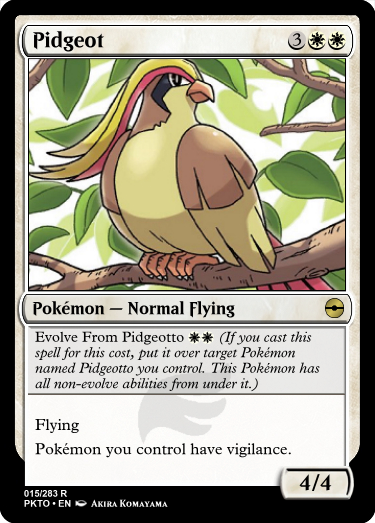 Pidgeot 3
Pokémon — Normal Flying
Evolve From Pidgeotto (If you cast
this spell for this cost, put it over target Pokémon
named Pidgeotto you control. This Pokémon has
all non-evolve abilities from under it.)
Flying
Pokémon you control have vigilance.
4/4
015/283 R
PKTO • EN Akira Komayama